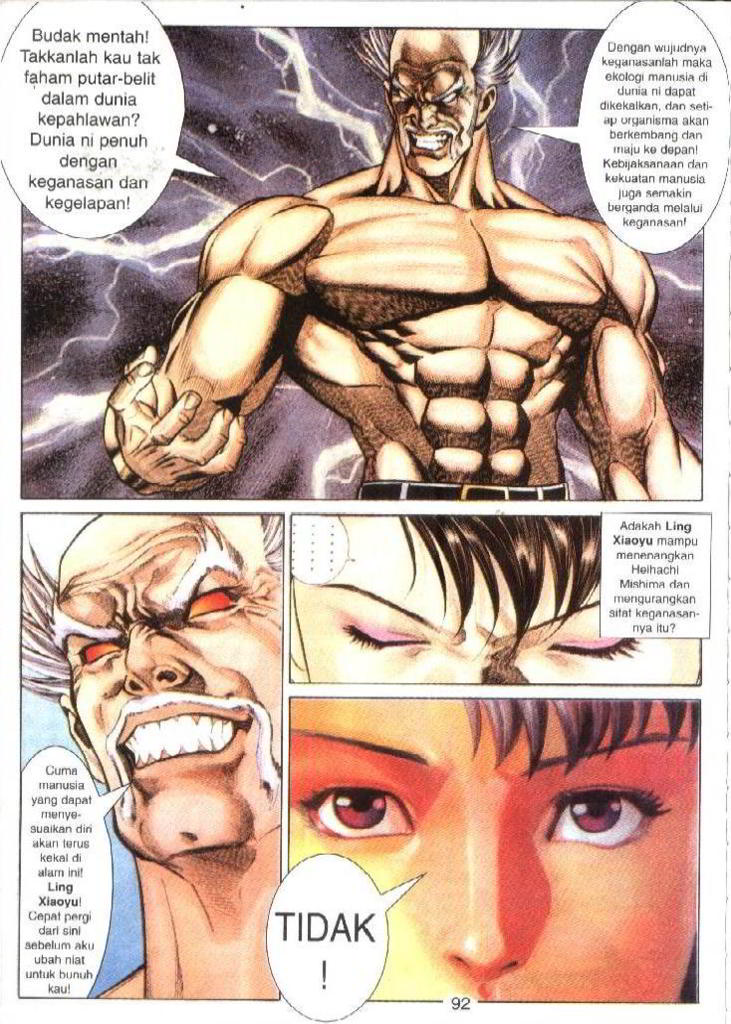 Budak mentah!
Takkanlah kau tak
faham putar-belit
dalam dunia
kepahlawan?
Dunia ni penuh
dengan
keganasan dan
kegelapan!
Dengan wujudnya
keganasanlah maka
ekologi manusia di
dunia ni dapat
dikekalkan, dan seti-
ap organisma akan
berkembang dan
maju ke depan!
Kebijaksanaan dan
kekuatan manusia
juga semakin
berganda melalui
keganasan!
Cuma
manusia
yang dapat
menye-
suaikan diri
akan terus
kekal di
alam ini!
Ling
Xiaoyu!
Cepat pergi
dari sini
sebelum aku
ubah niat
untuk bunuh
kau!
Adakah Ling
Xiaoyu mampu
menenangkan
Heihachi
Mishima dan
mengurangkan
sifat keganasan-
nya itu?
TIDAK
!
92